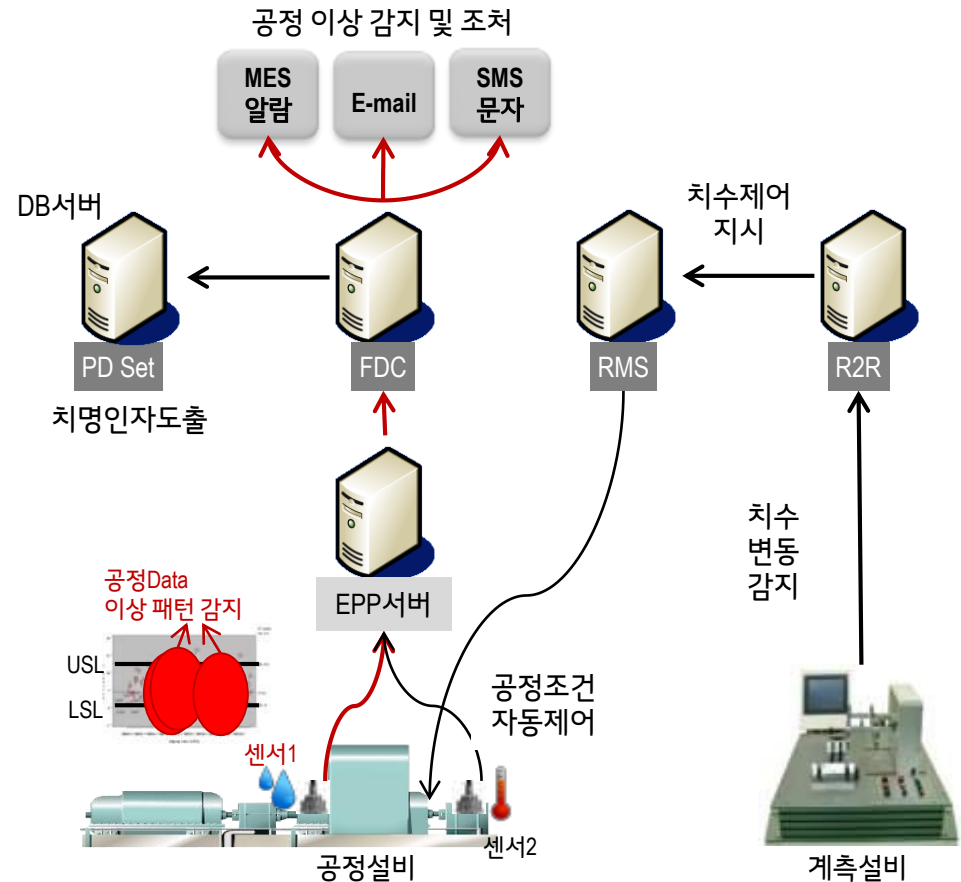 공정 이상 감지 및 조처
MES
알람
E-mail
SMS
문자
DB서버
치수제어
지시
PD Set
FDC
RMS
R2R
치명인자도출
치수
변동
감지
공정Data
이상 패턴 감지
EPP서버
USL
LSL
공정조건
자동제어
센서1
센서2
공정설비
계측설비